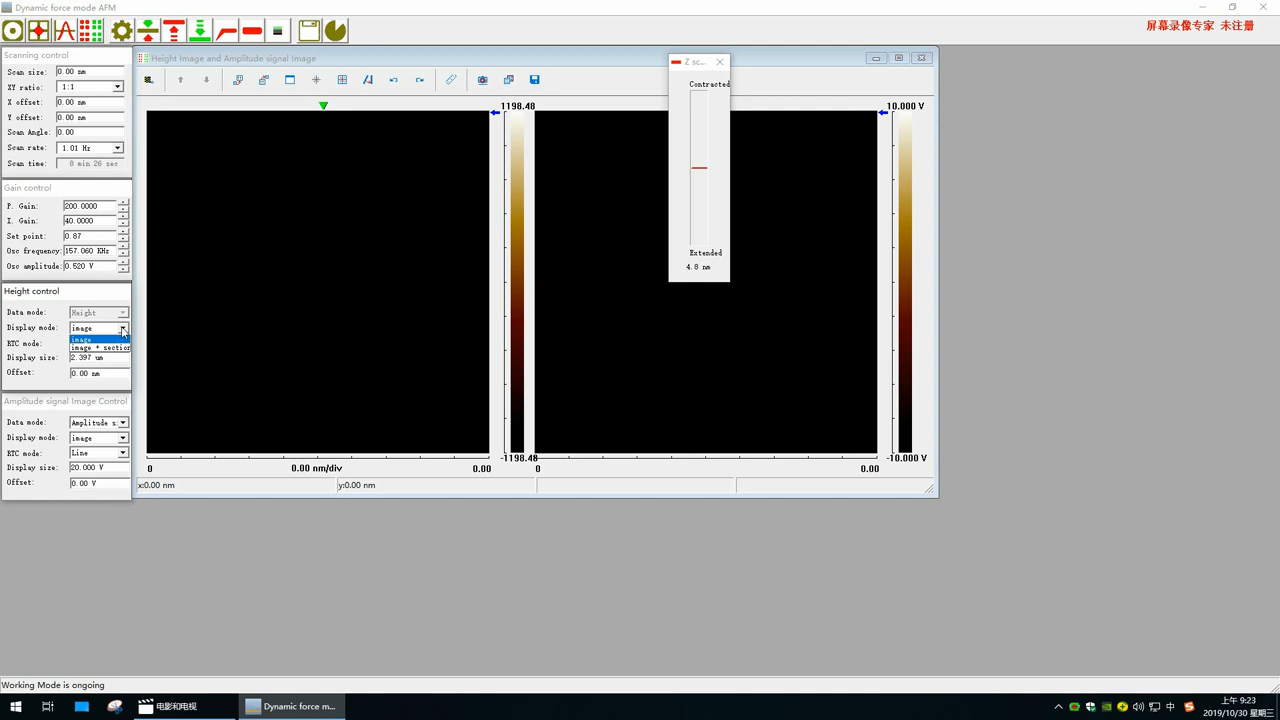 Dynamic force mode AFM
屏幕录像专家 未注册
Scanning control
Scan size: 0.00 nm
XY ratio: 1:1
X offset: 0.00 nm
Y offset: 0.00 nm
Scan Angle: 0.00
Scan rate: 1.01 Hz
Scan time: 8 min 26 sec
Gain control
P. Gain: 200.0000
I. Gain: 40.0000
Set point: 0.87
Osc frequency: 157.060 KHz
Osc amplitude: 0.520 V
Height control
Data mode: Height
Display mode: image
image
image + section
RTC mode:
Display size: 2.397 um
Offset: 0.00 nm
Amplitude signal Image Control
Data mode: Amplitude s
Display mode: image
RTC mode: Line
Display size: 20.000 V
Offset: 0.00 V
Height Image and Amplitude signal Image
1198.48
-1198.48
0 0.00 nm/div 0.00
10.000 V
-10.000 V
0 0.00
x:0.00 nm y:0.00 nm
Z sc...
Contracted
Extended
4.8 nm
Working Mode is ongoing
电影和电视
Dynamic force m...
中
上午 9:23
2019/10/30 星期三